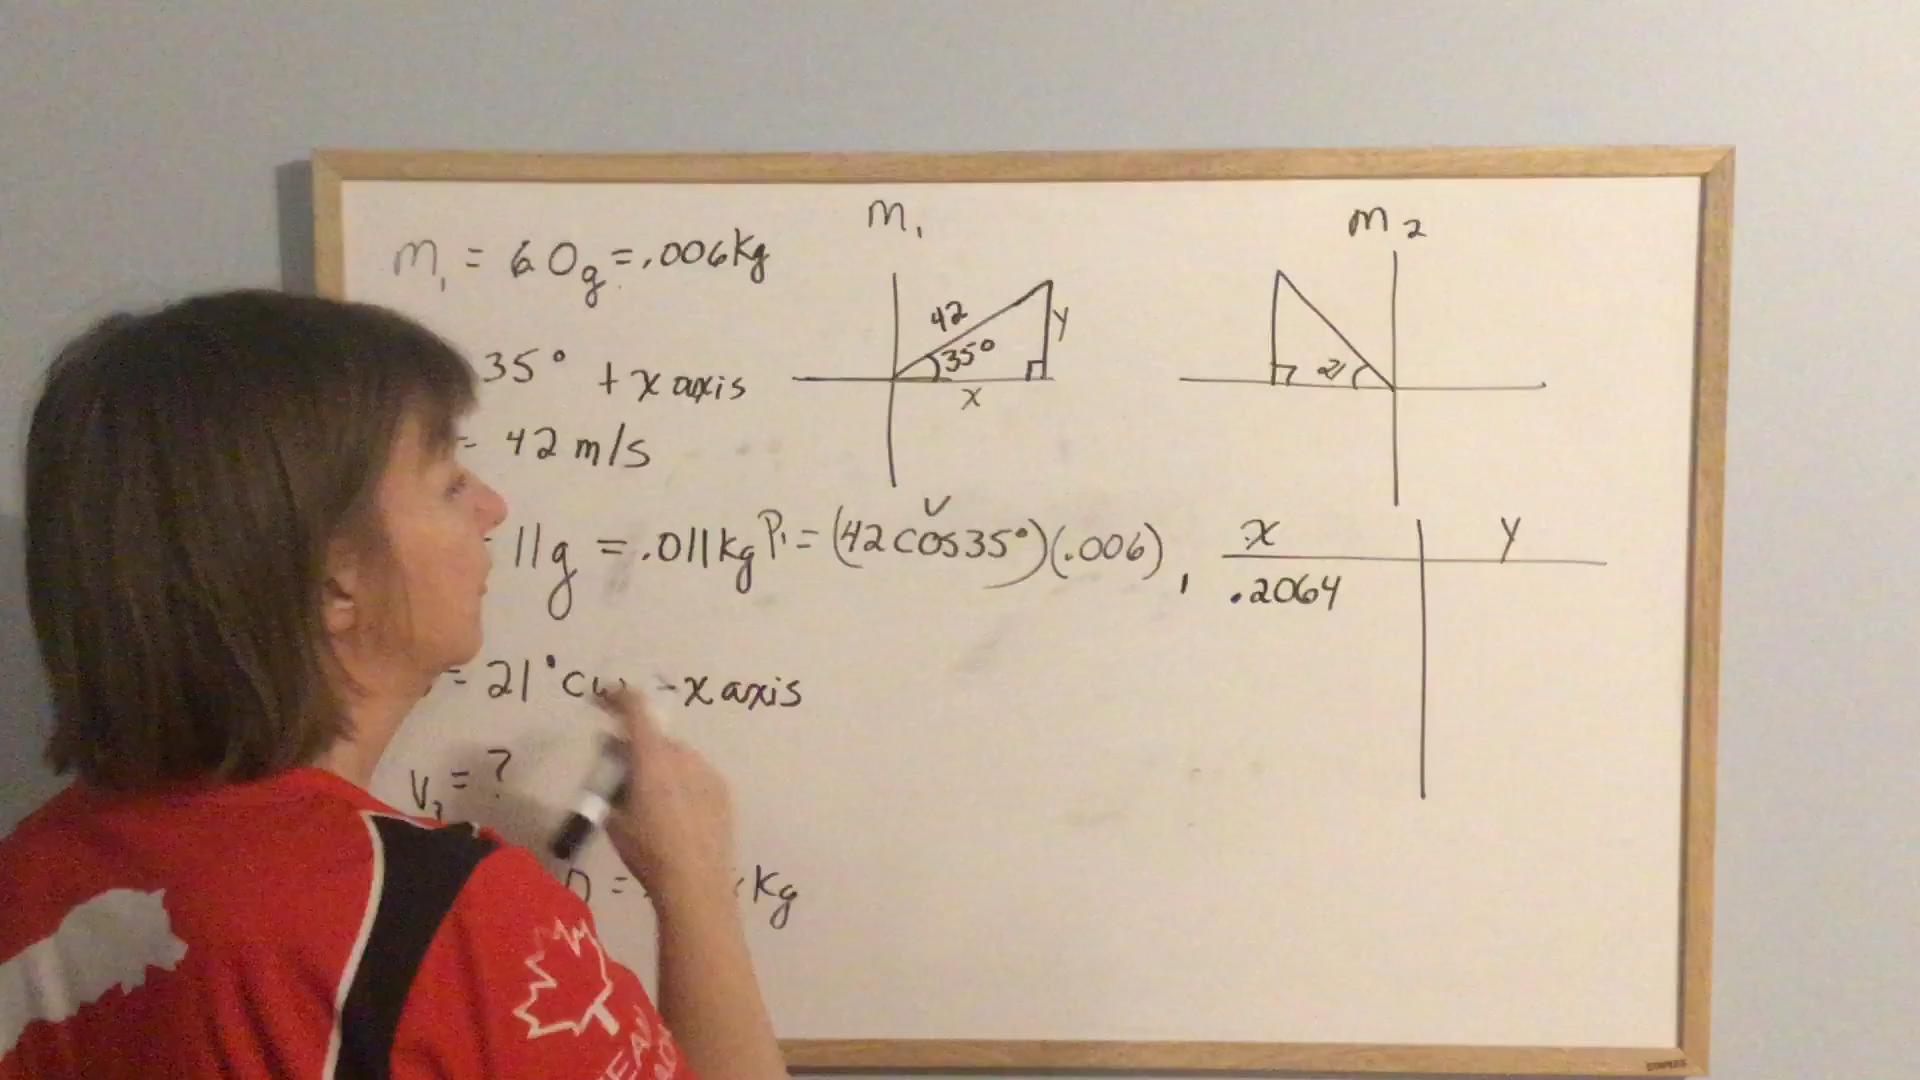 m₁ = 6.0g = .006kg
35° + x axis
= 42 m/s
11g = .011kg
= 21° cw -x axis
v₂ = ?
kg
m₁
42
35°
y
x
m₂
21
P₁ = (42cos35°)(.006)
v
x y
.2064